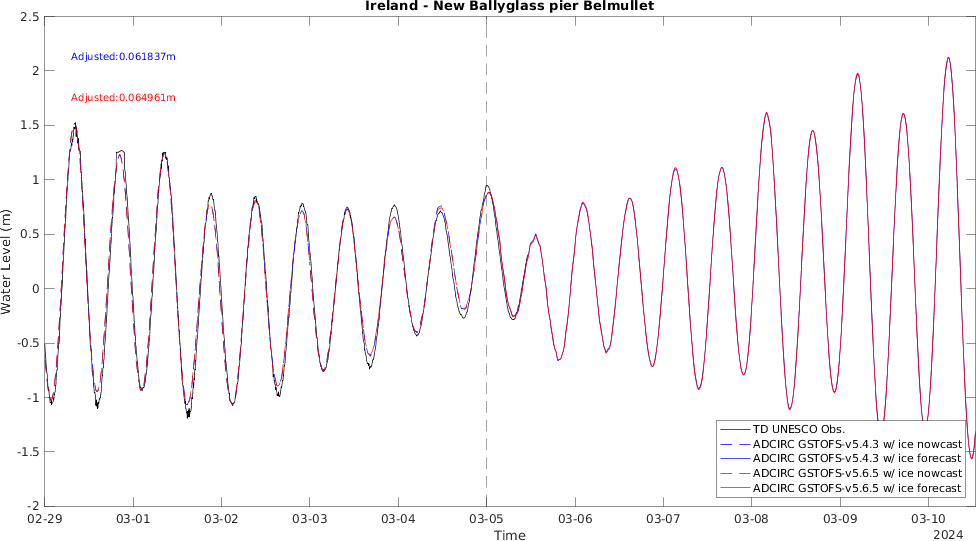 Ireland - New Ballyglass pier Belmullet
2.5
2
1.5
1
0.5
0
-0.5
-1
-1.5
-2
Water Level (m)
Adjusted:0.061837m
Adjusted:0.064961m
TD UNESCO Obs.
ADCIRC GSTOFS-v5.4.3 w/ ice nowcast
ADCIRC GSTOFS-v5.4.3 w/ ice forecast
ADCIRC GSTOFS-v5.6.5 w/ ice nowcast
ADCIRC GSTOFS-v5.6.5 w/ ice forecast
02-29 03-01 03-02 03-03 03-04 03-05 03-06 03-07 03-08 03-09 03-10
Time
2024